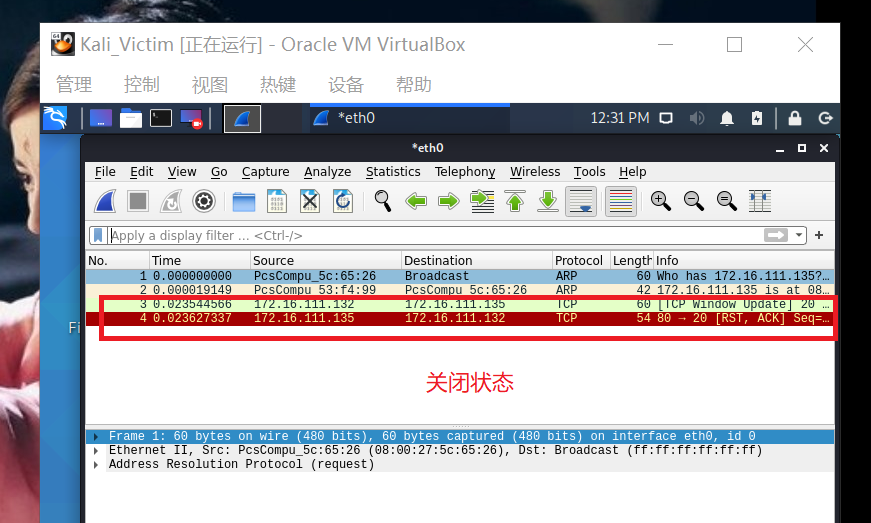 Kali_Victim [正在运行] - Oracle VM VirtualBox
管理 控制 视图 热键 设备 帮助
*eth0 12:31 PM
*eth0
File Edit View Go Capture Analyze Statistics Telephony Wireless Tools Help
Apply a display filter … <Ctrl-/> +
No. Time Source Destination Protocol Length Info
1 0.000000000 PcsCompu_5c:65:26 Broadcast ARP 60 Who has 172.16.111.135?…
2 0.000019149 PcsCompu_53:f4:99 PcsCompu_5c:65:26 ARP 42 172.16.111.135 is at 08…
3 0.023544566 172.16.111.132 172.16.111.135 TCP 60 [TCP Window Update] 20 …
4 0.023627337 172.16.111.135 172.16.111.132 TCP 54 80 → 20 [RST, ACK] Seq=…
Fi
关闭状态
Frame 1: 60 bytes on wire (480 bits), 60 bytes captured (480 bits) on interface eth0, id 0
Ethernet II, Src: PcsCompu_5c:65:26 (08:00:27:5c:65:26), Dst: Broadcast (ff:ff:ff:ff:ff:ff)
Address Resolution Protocol (request)